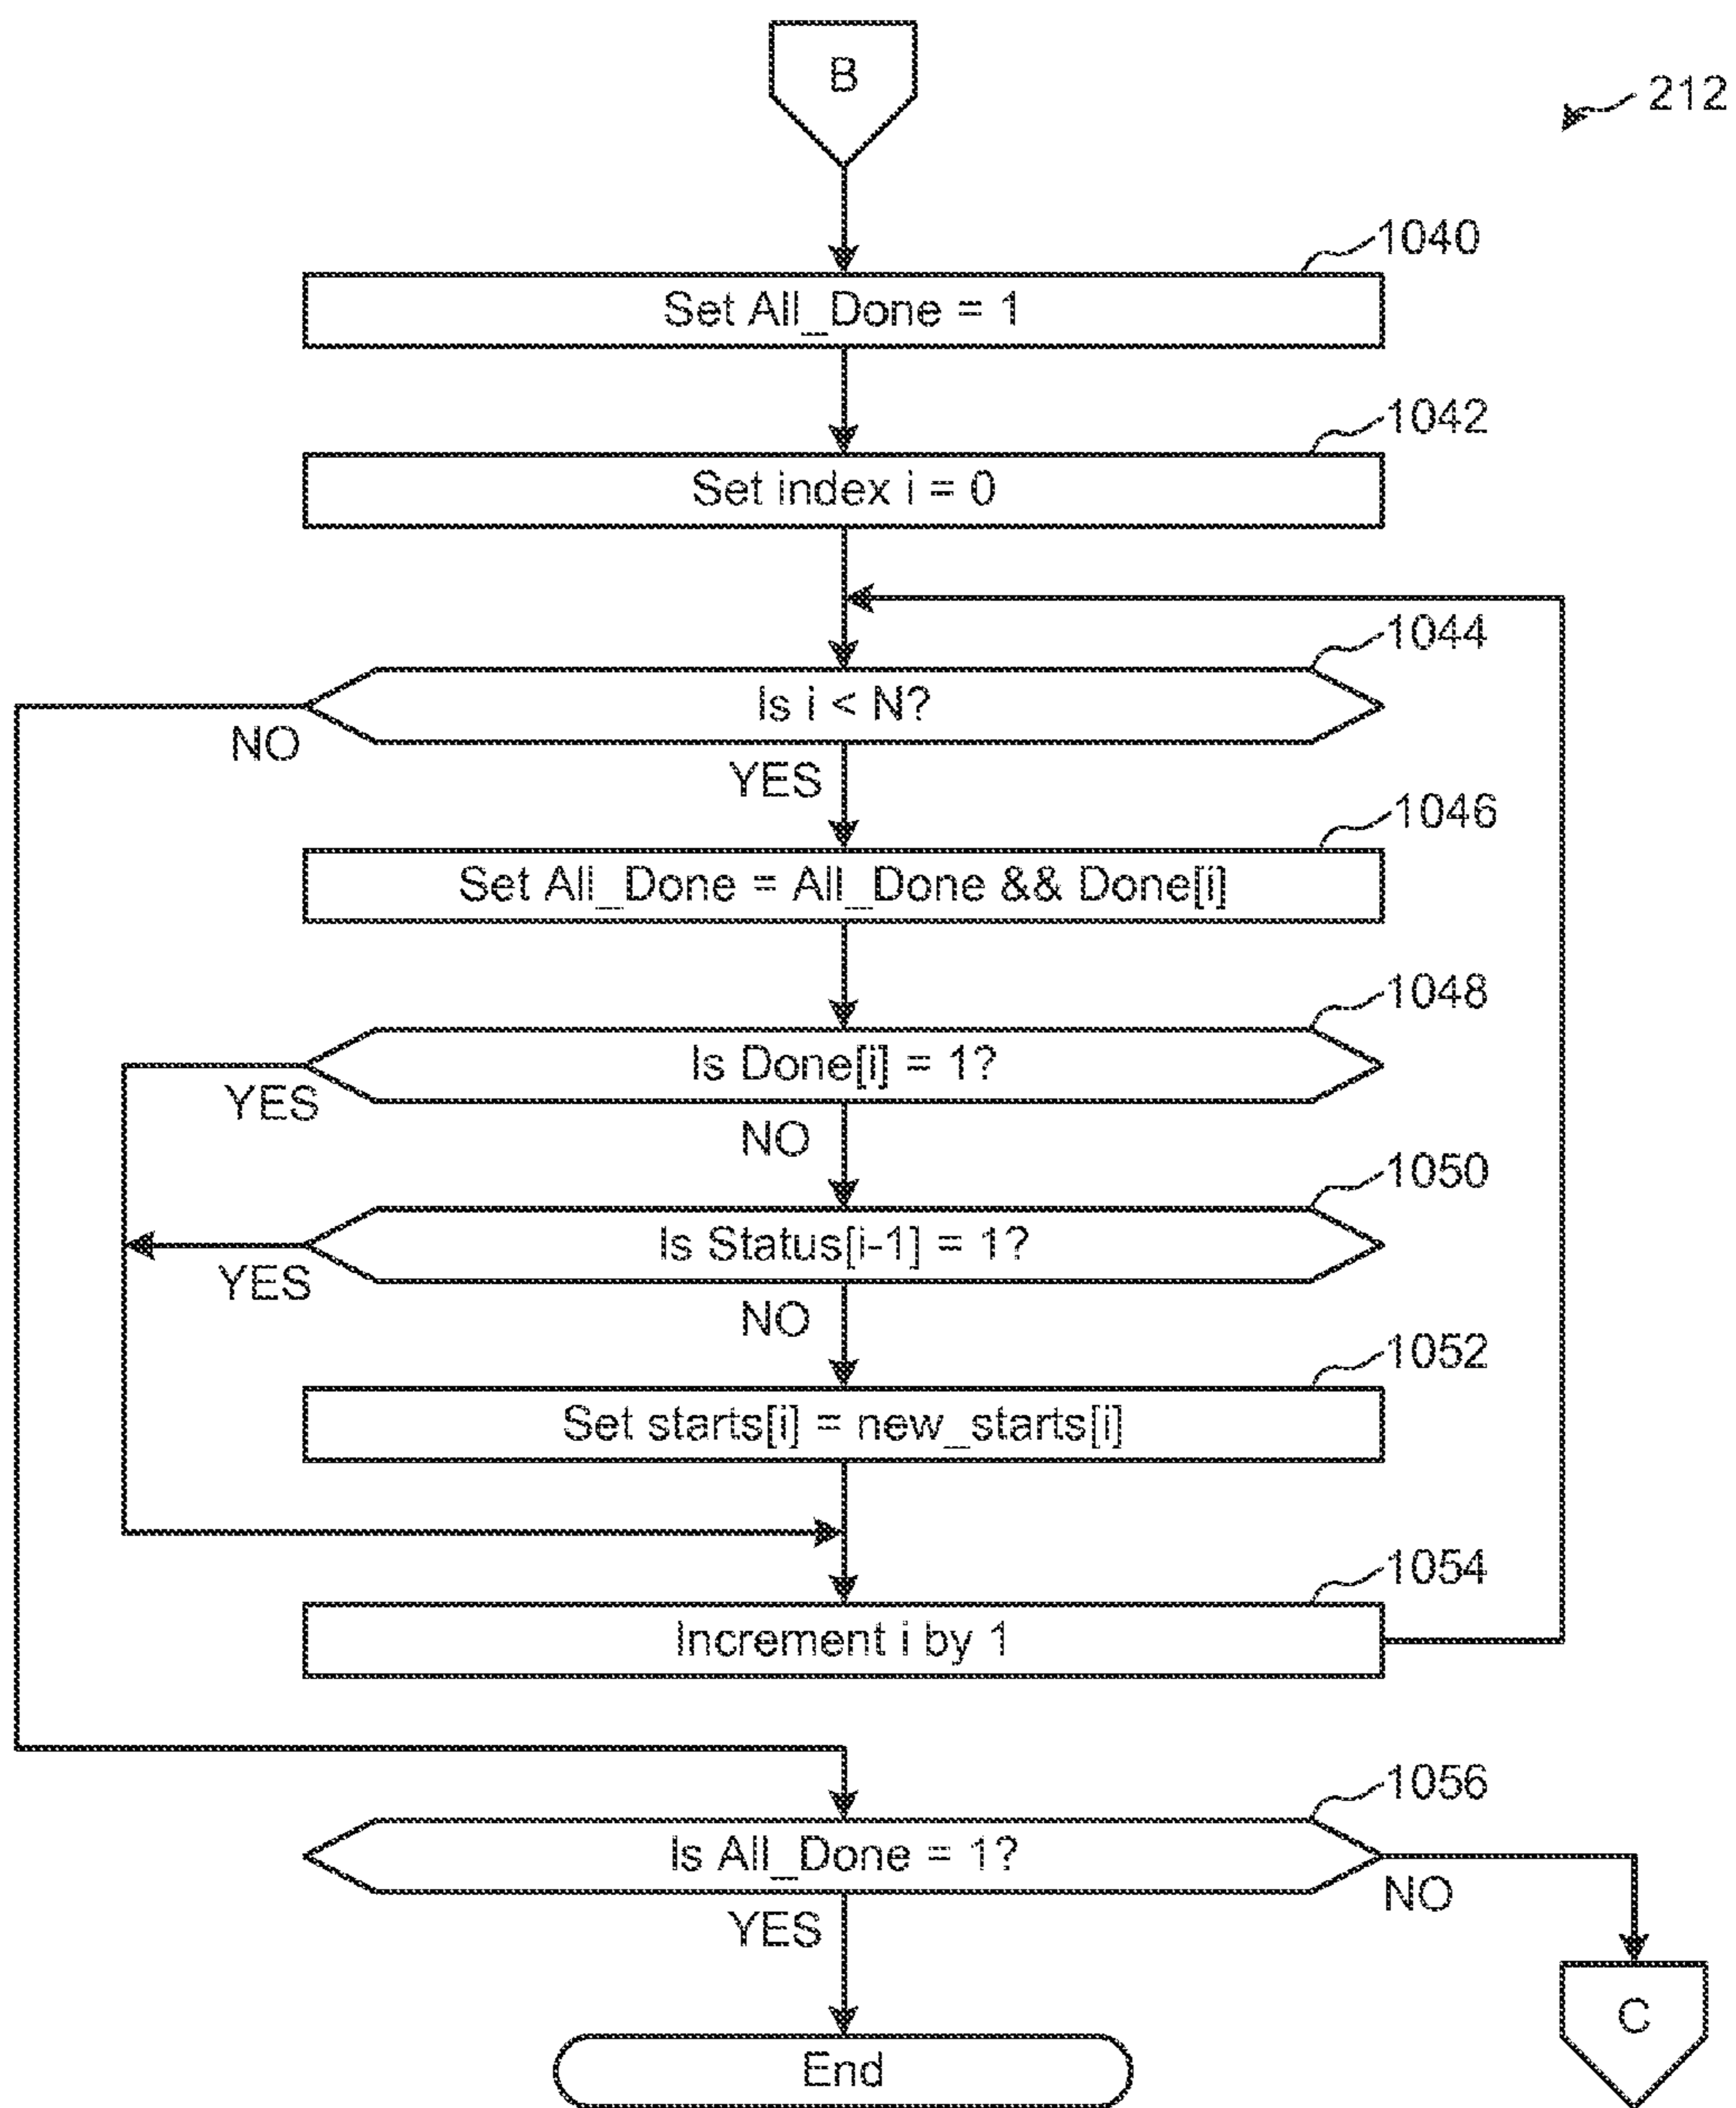 B
212
1040
Set All_Done = 1
1042
Set index i = 0
1044
Is i < N?
NO
YES
1046
Set All_Done = All_Done && Done[i]
1048
Is Done[i] = 1?
YES
NO
1050
Is Status[i-1] = 1?
YES
NO
1052
Set starts[i] = new_starts[i]
1054
Increment i by 1
1056
Is All_Done = 1?
NO
YES
C
End